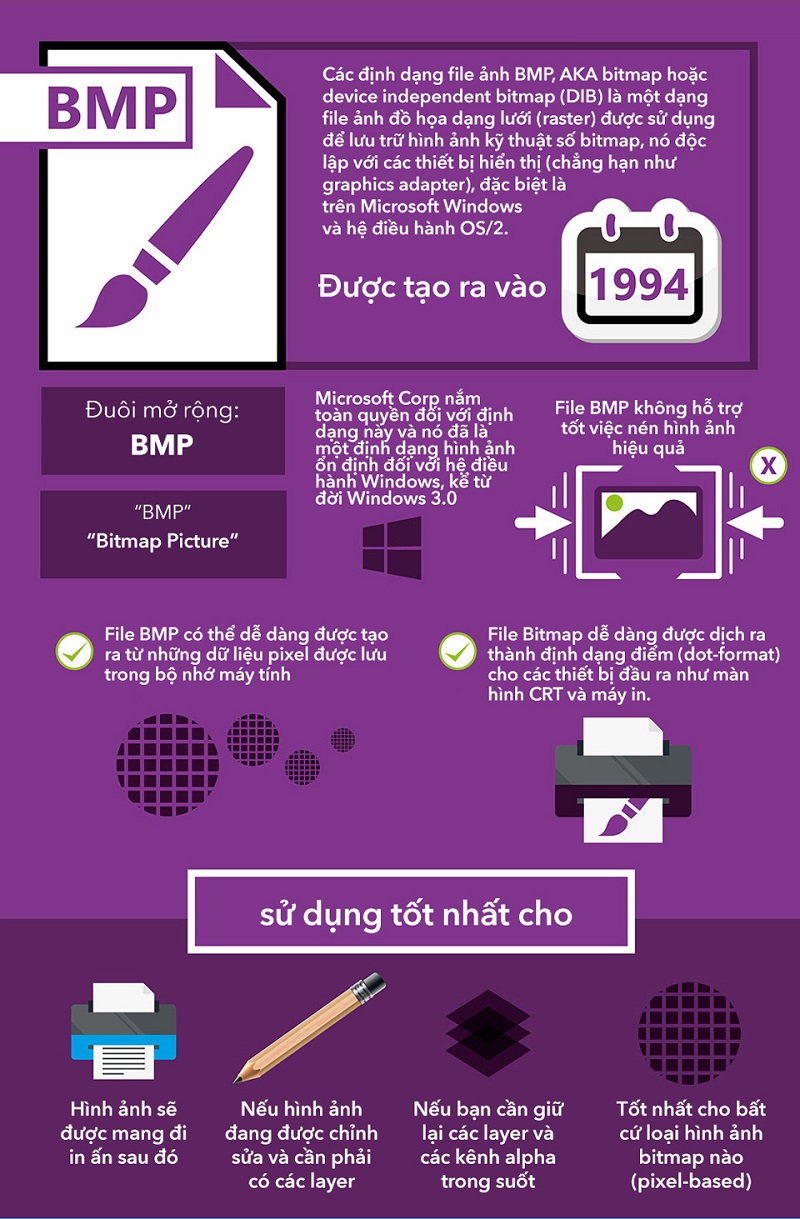 BMP
Các định dạng file ảnh BMP, AKA bitmap hoặc
device independent bitmap (DIB) là một dạng
file ảnh đồ họa dạng lưới (raster) được sử dụng
để lưu trữ hình ảnh kỹ thuật số bitmap, nó độc
lập với các thiết bị hiển thị (chẳng hạn như
graphics adapter), đặc biệt là
trên Microsoft Windows
và hệ điều hành OS/2.
Được tạo ra vào
1994
Đuôi mở rộng:
BMP
“BMP”
“Bitmap Picture”
Microsoft Corp nắm
toàn quyền đối với định
dạng này và nó đã là
một định dạng hình ảnh
ổn định đối với hệ điều
hành Windows, kể từ
đời Windows 3.0
File BMP không hỗ trợ
tốt việc nén hình ảnh
hiệu quả
X
File BMP có thể dễ dàng được tạo
ra từ những dữ liệu pixel được lưu
trong bộ nhớ máy tính
File Bitmap dễ dàng được dịch ra
thành định dạng điểm (dot-format)
cho các thiết bị đầu ra như màn
hình CRT và máy in.
sử dụng tốt nhất cho
Hình ảnh sẽ
được mang đi
in ấn sau đó
Nếu hình ảnh
đang được chỉnh
sửa và cần phải
có các layer
Nếu bạn cần giữ
lại các layer và
các kênh alpha
trong suốt
Tốt nhất cho bất
cứ loại hình ảnh
bitmap nào
(pixel-based)